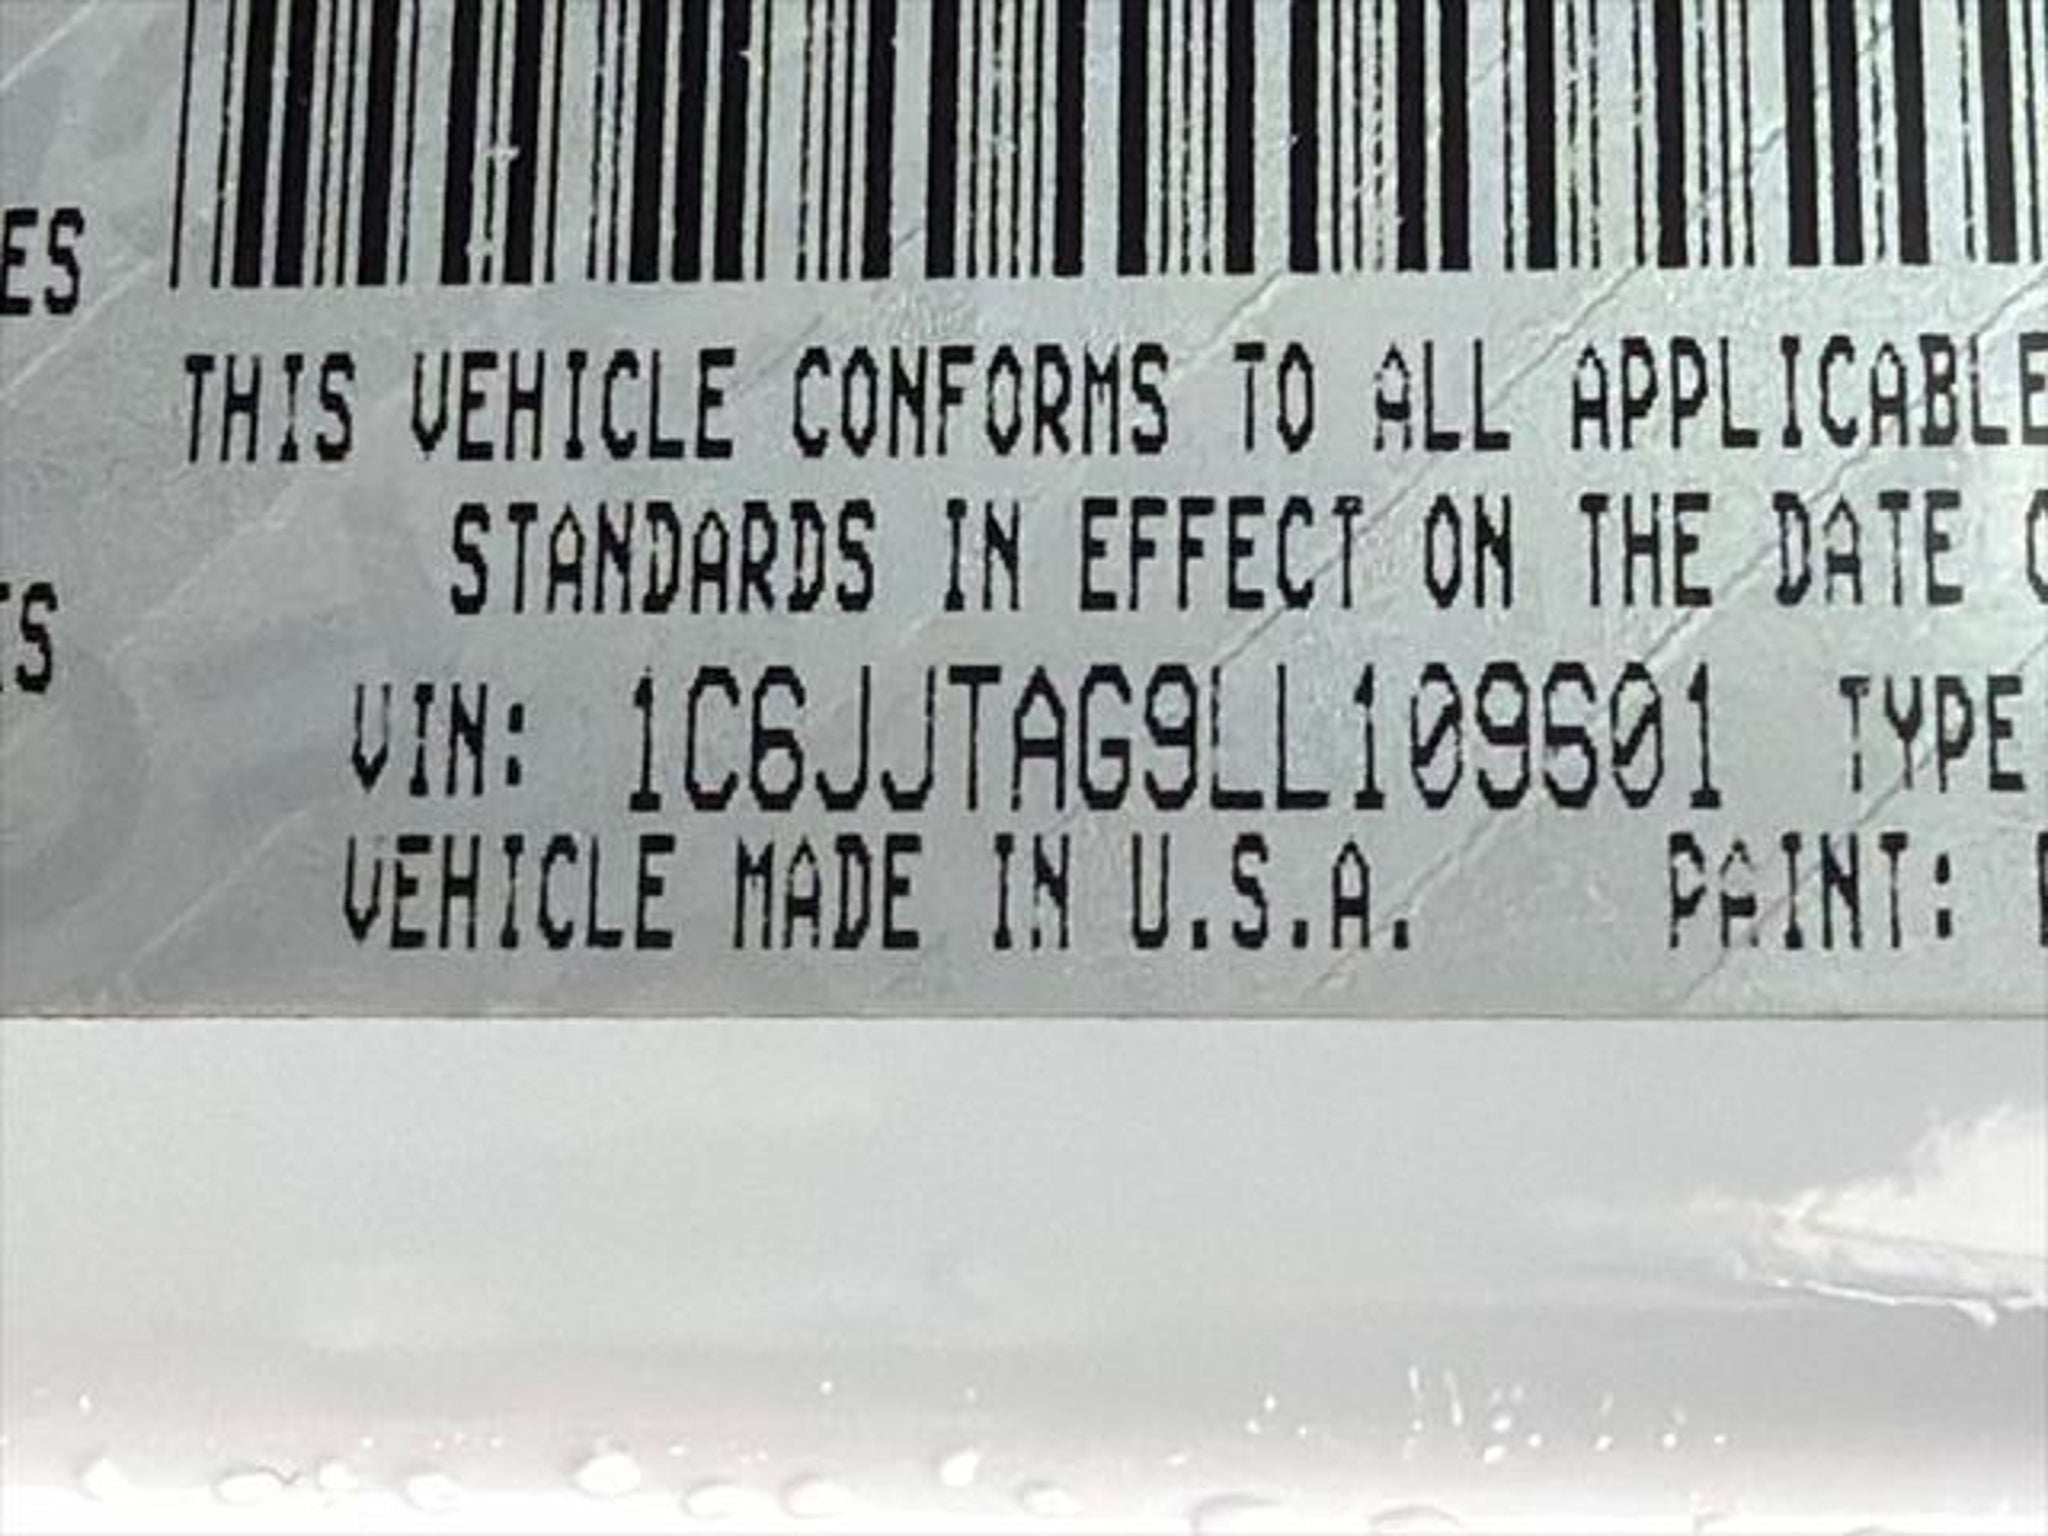 ES
THIS VEHICLE CONFORMS TO ALL APPLICABLE
STANDARDS IN EFFECT ON THE DATE
TS
VIN: 1C6JJTAG9LL109601 TYPE
VEHICLE MADE IN U.S.A. PAINT: